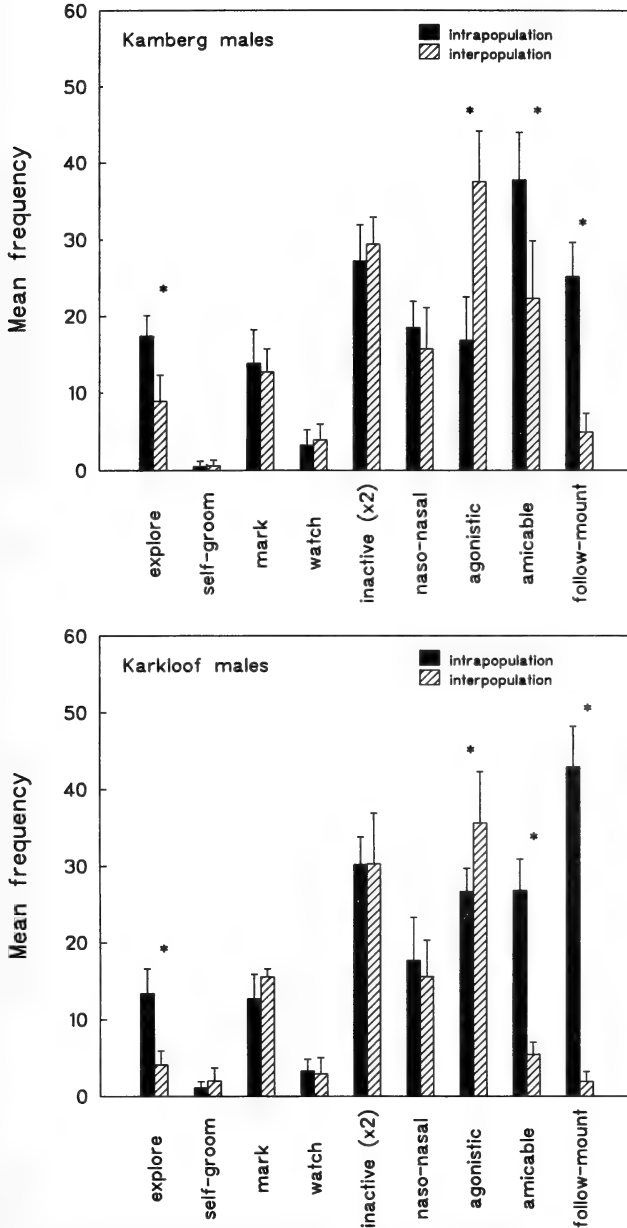 60
50
40
30
20
10
0
Mean frequency
Kamberg males
intrapopulation
interpopulation
*
*
*
*
explore
self-groom
mark
watch
inactive (x2)
naso-nasal
agonistic
amicable
follow-mount
60
50
40
30
20
10
0
Mean frequency
Karkloof males
intrapopulation
interpopulation
*
*
*
*
explore
self-groom
mark
watch
inactive (x2)
naso-nasal
agonistic
amicable
follow-mount